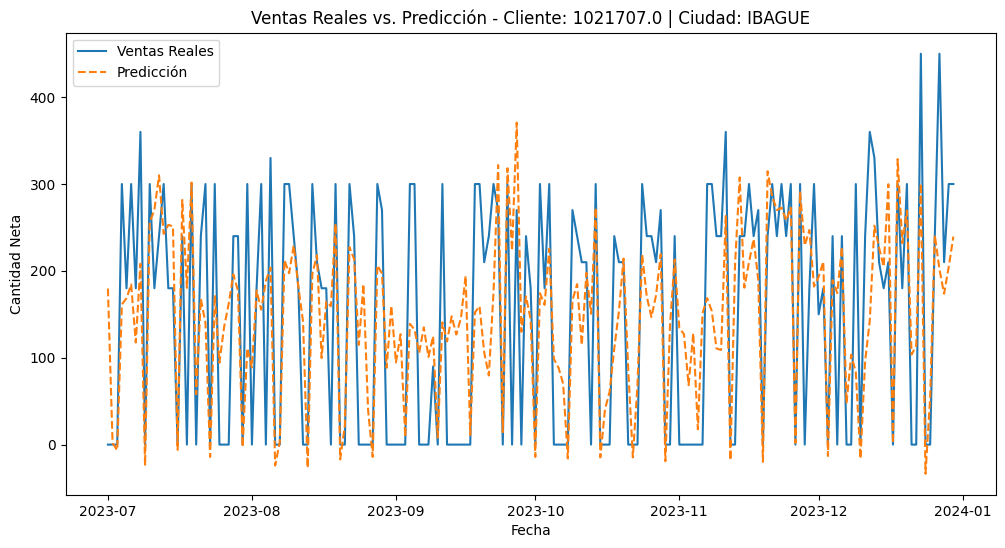 Ventas Reales vs. Predicción - Cliente: 1021707.0 | Ciudad: IBAGUE
Ventas Reales
Predicción
Cantidad Neta
400
300
200
100
0
2023-07
2023-08
2023-09
2023-10
2023-11
2023-12
2024-01
Fecha